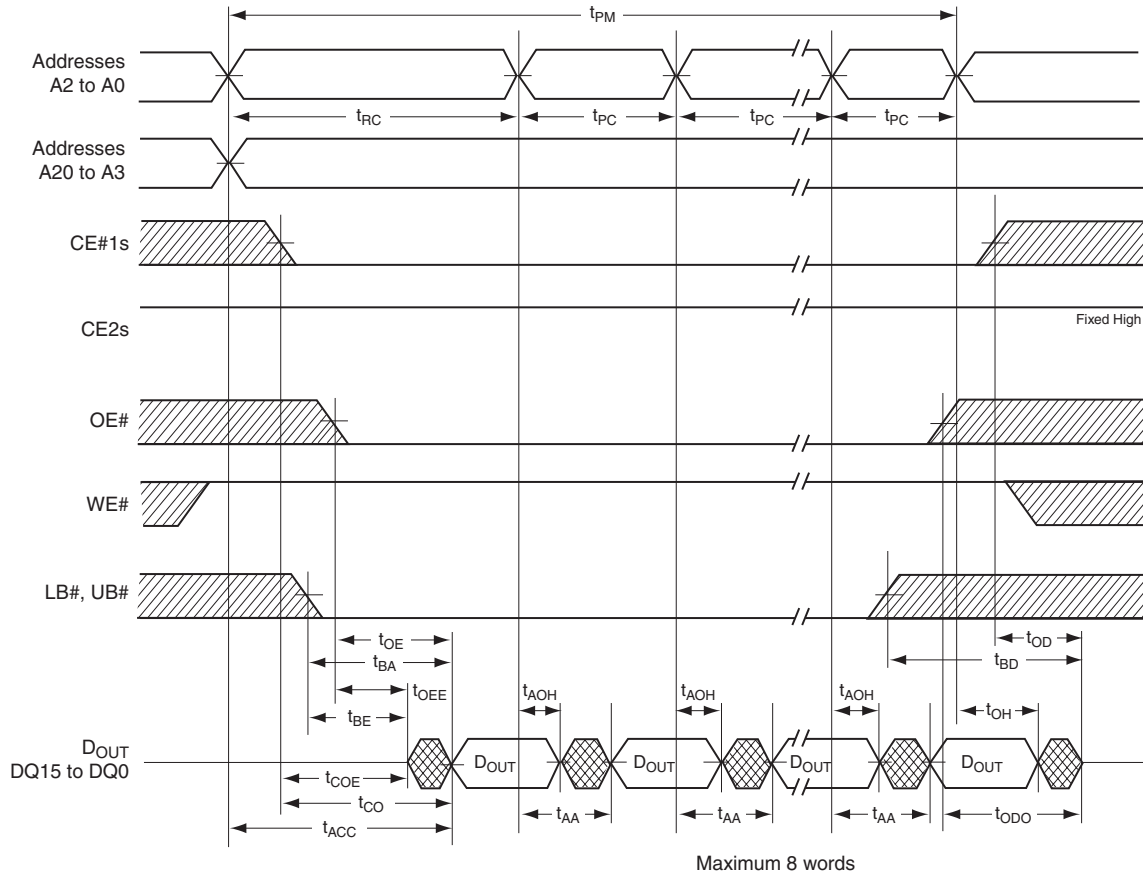 tPM
Addresses
A2 to A0
tRC
tPC
tPC
tPC
Addresses
A20 to A3
CE#1s
CE2s
Fixed High
OE#
WE#
LB#, UB#
tOE
tOD
tBA
tBD
tOEE
tAOH
tAOH
tAOH
tBE
tOH
DOUT
DQ15 to DQ0
DOUT
DOUT
DOUT
DOUT
tCOE
tCO
tAA
tAA
tAA
tODO
tACC
Maximum 8 words